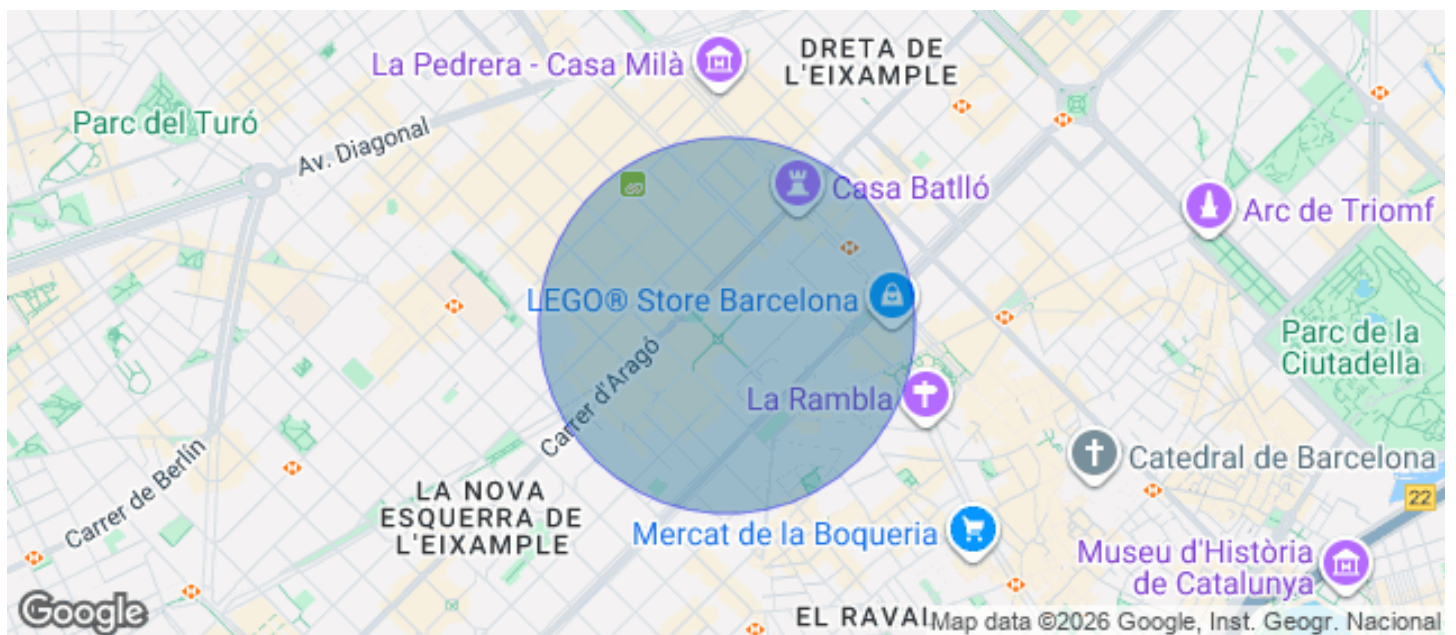 DRETA DE
L'EIXAMPLE
La Pedrera - Casa Milà
Parc del Turó
Av. Diagonal
Casa Batlló
Arc de Triomf
LEGO® Store Barcelona
Parc de la
Ciutadella
Carrer d'Aragó
La Rambla
Catedral de Barcelona
Carrer de Berlín
LA NOVA
ESQUERRA DE
L'EIXAMPLE
22
Mercat de la Boqueria
Museu d'Història
de Catalunya
Google
EL RAVAL
Map data ©2026 Google, Inst. Geogr. Nacional